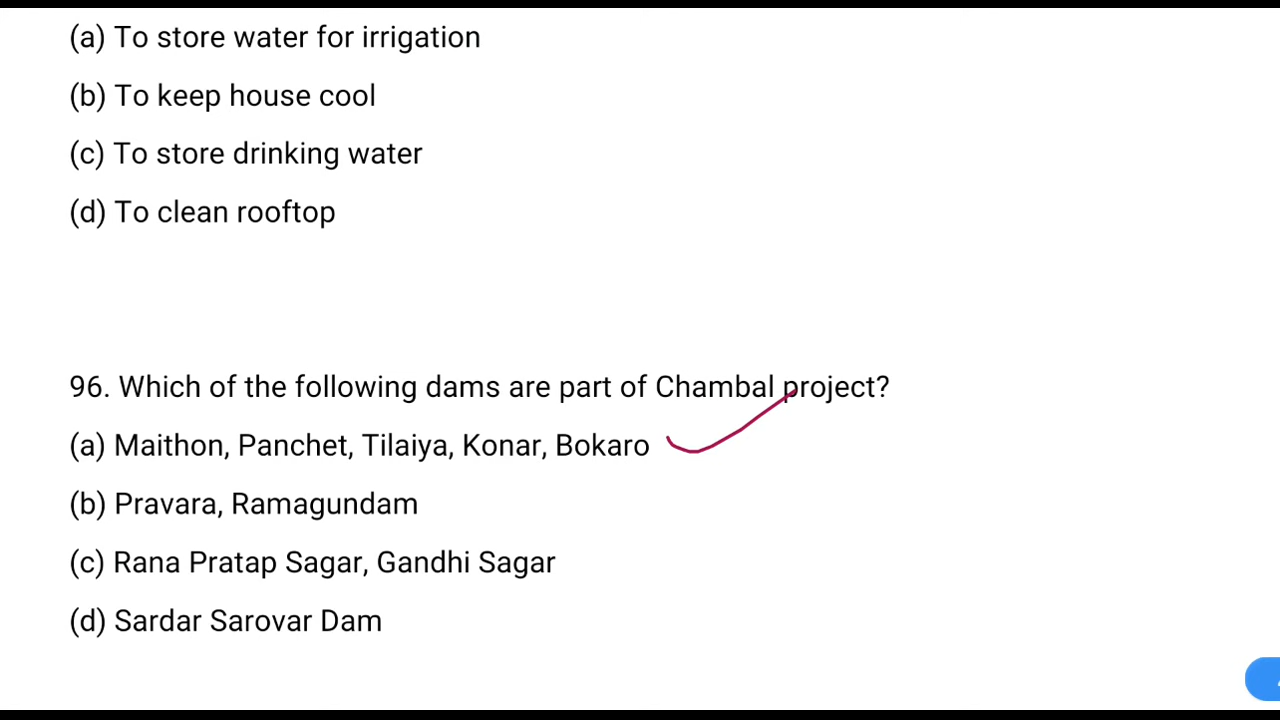 (a) To store water for irrigation
(b) To keep house cool
(c) To store drinking water
(d) To clean rooftop
96. Which of the following dams are part of Chambal project?
(a) Maithon, Panchet, Tilaiya, Konar, Bokaro
(b) Pravara, Ramagundam
(c) Rana Pratap Sagar, Gandhi Sagar
(d) Sardar Sarovar Dam